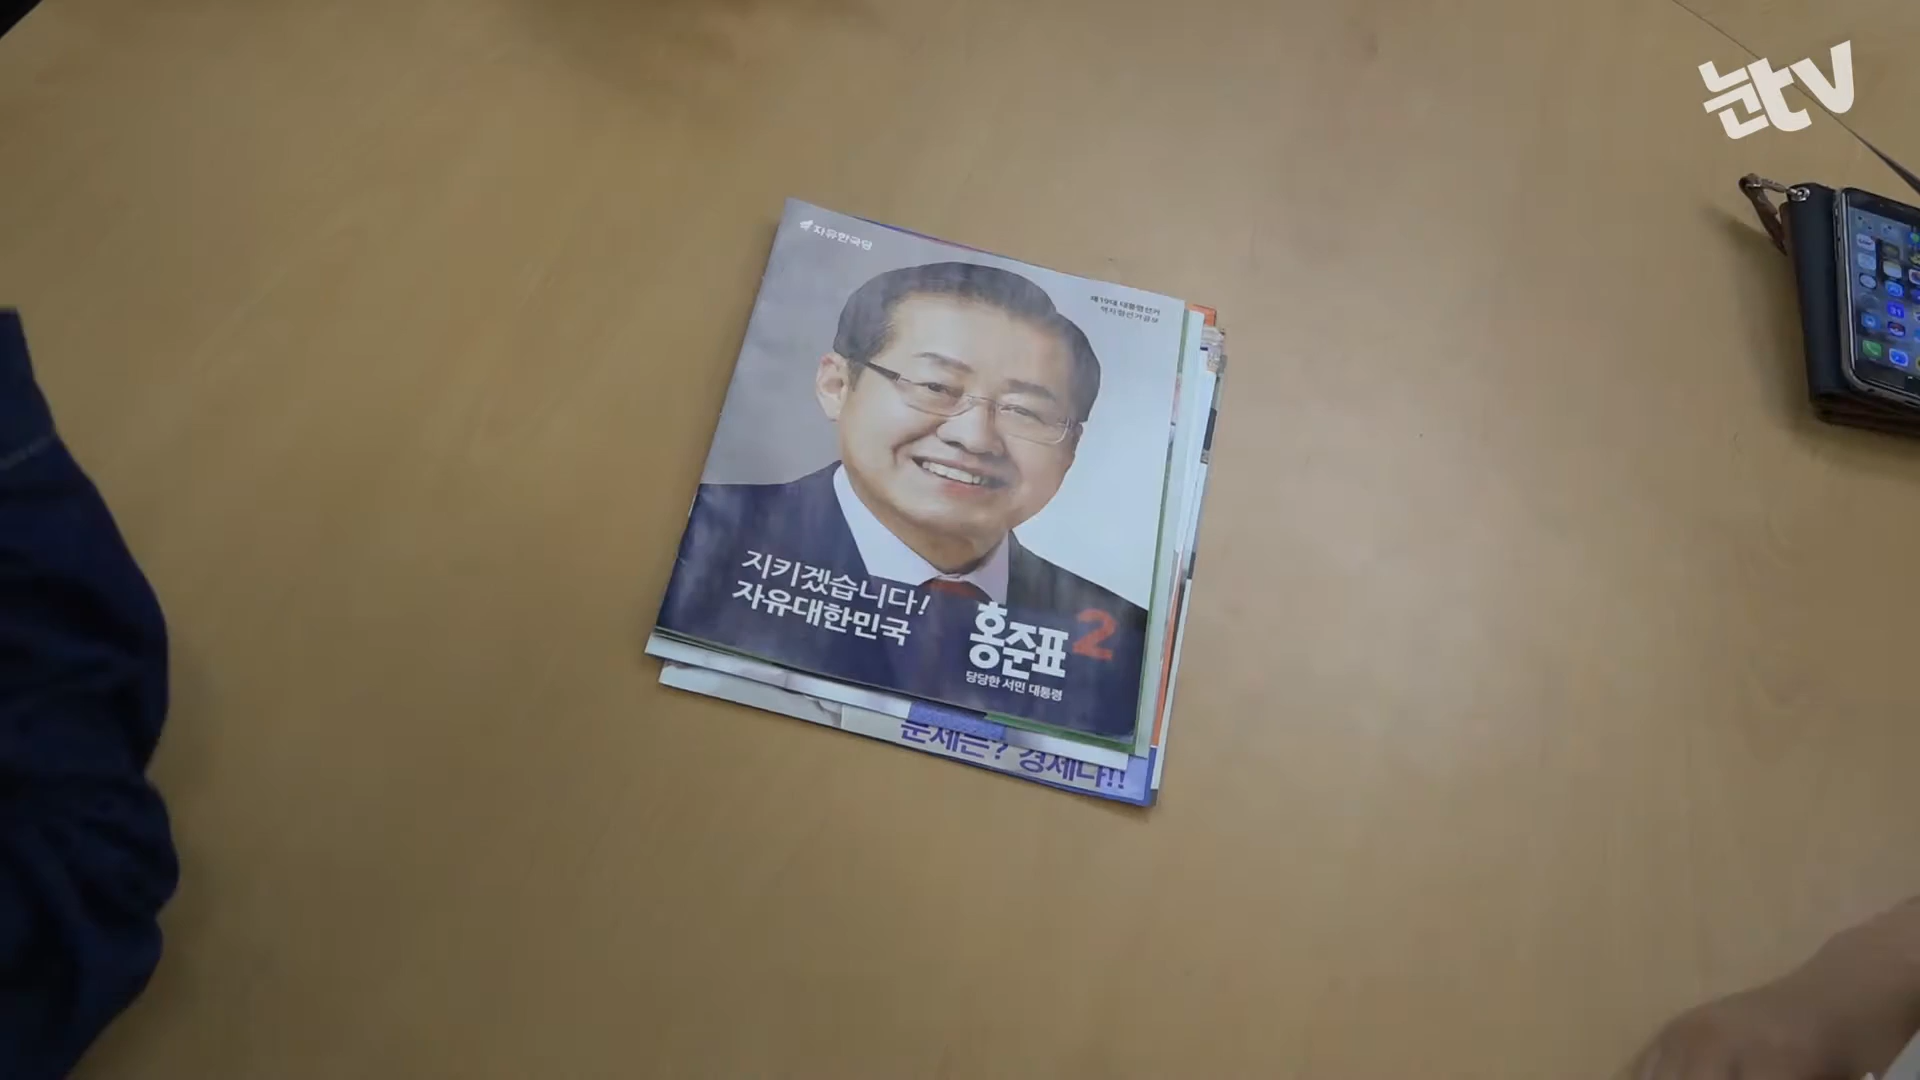 눈tv
자유한국당
제19대 대통령선거
책자형선거공보
지키겠습니다!
자유대한민국
홍준표 2
당당한 서민 대통령
문제는? 경제다!!